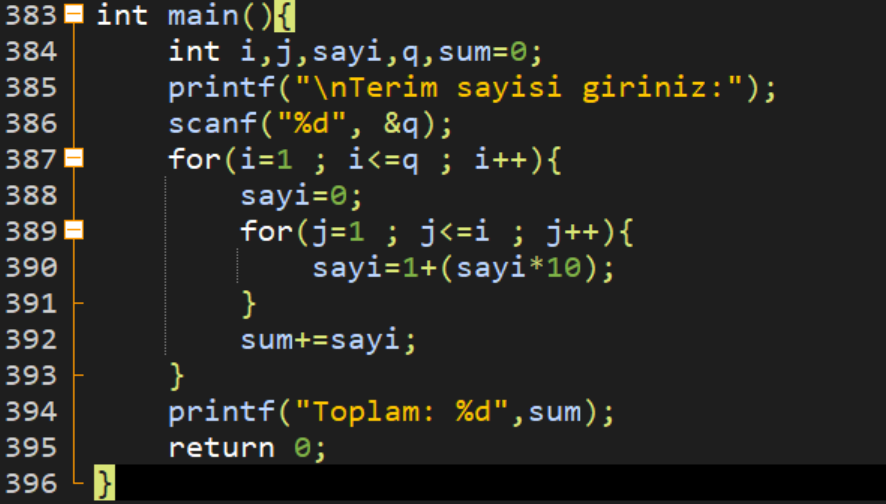 383 int main(){
384 int i,j,sayi,q,sum=0;
385 printf("\nTerim sayisi giriniz:");
386 scanf("%d", &q);
387 for(i=1 ; i<=q ; i++){
388 sayi=0;
389 for(j=1 ; j<=i ; j++){
390 sayi=1+(sayi*10);
391 }
392 sum+=sayi;
393 }
394 printf("Toplam: %d",sum);
395 return 0;
396 }